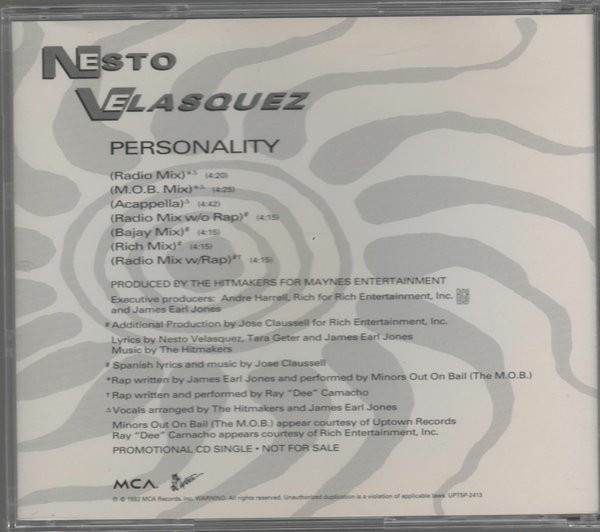 NESTO
VELASQUEZ
PERSONALITY
(Radio Mix)*△ (4:20)
(M.O.B. Mix)*△ (4:25)
(Acappella)△ (4:42)
(Radio Mix w/o Rap)# (4:15)
(Bajay Mix)# (4:15)
(Rich Mix)# (4:15)
(Radio Mix w/Rap)#† (4:15)
PRODUCED BY THE HITMAKERS FOR MAYNES ENTERTAINMENT
Executive producers: Andre Harrell, Rich for Rich Entertainment, Inc.
and James Earl Jones
# Additional Production by Jose Claussell for Rich Entertainment, Inc.
Lyrics by Nesto Velasquez, Tara Geter and James Earl Jones
Music by The Hitmakers
# Spanish lyrics and music by Jose Claussell
*Rap written by James Earl Jones and performed by Minors Out On Bail (The M.O.B.)
† Rap written and performed by Ray "Dee" Camacho
△ Vocals arranged by The Hitmakers and James Earl Jones
Minors Out On Bail (The M.O.B.) appear courtesy of Uptown Records
Ray "Dee" Camacho appears courtesy of Rich Entertainment, Inc.
PROMOTIONAL CD SINGLE • NOT FOR SALE
MCA.
℗ © 1992 MCA Records, Inc. WARNING: All rights reserved. Unauthorized duplication is a violation of applicable laws. UPT5P-2413